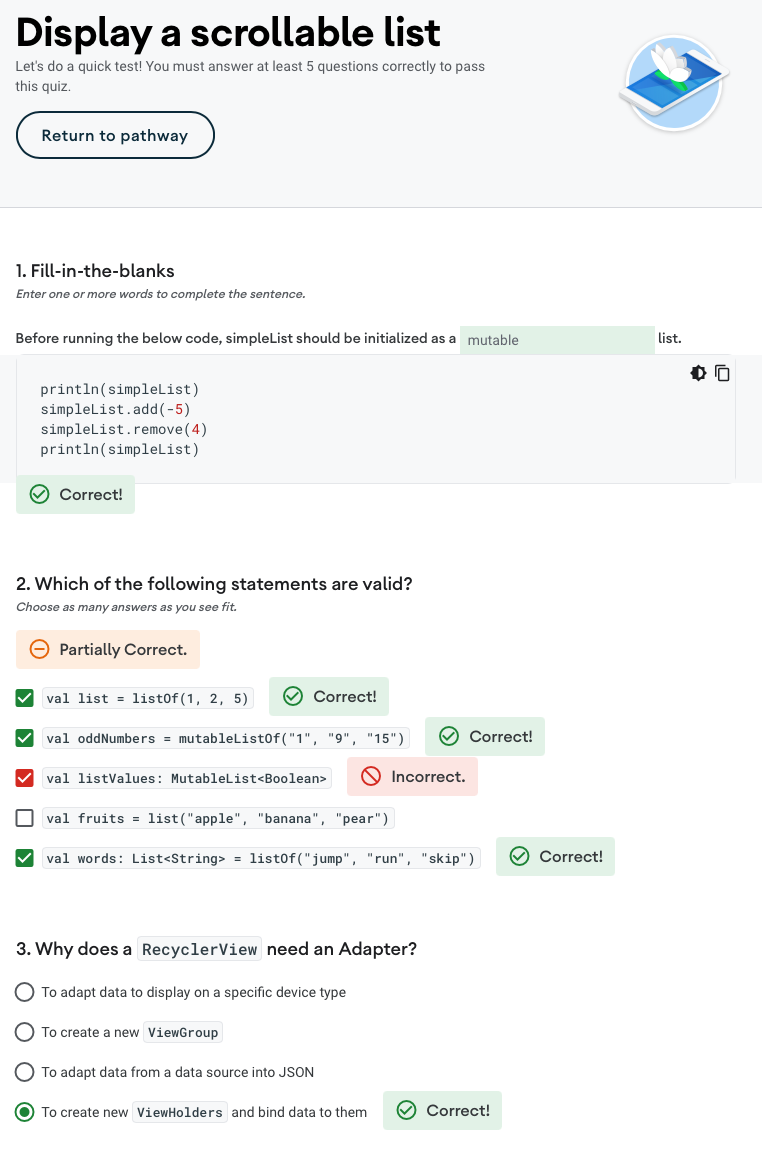 Display a scrollable list
Let's do a quick test! You must answer at least 5 questions correctly to pass
this quiz.
Return to pathway
1. Fill-in-the-blanks
Enter one or more words to complete the sentence.
Before running the below code, simpleList should be initialized as a mutable list.
println(simpleList)
simpleList.add(-5)
simpleList.remove(4)
println(simpleList)
Correct!
2. Which of the following statements are valid?
Choose as many answers as you see fit.
Partially Correct.
val list = listOf(1, 2, 5) Correct!
val oddNumbers = mutableListOf("1", "9", "15") Correct!
val listValues: MutableList<Boolean> Incorrect.
val fruits = list("apple", "banana", "pear")
val words: List<String> = listOf("jump", "run", "skip") Correct!
3. Why does a RecyclerView need an Adapter?
To adapt data to display on a specific device type
To create a new ViewGroup
To adapt data from a data source into JSON
To create new ViewHolders and bind data to them Correct!